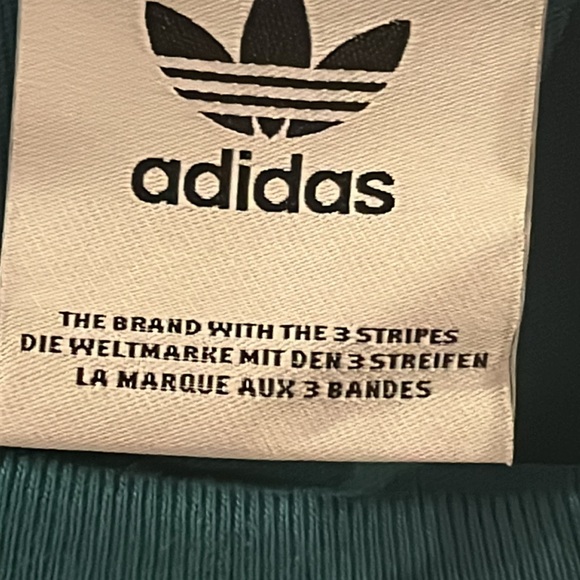 adidas
THE BRAND WITH THE 3 STRIPES
DIE WELTMARKE MIT DEN 3 STREIFEN
LA MARQUE AUX 3 BANDES